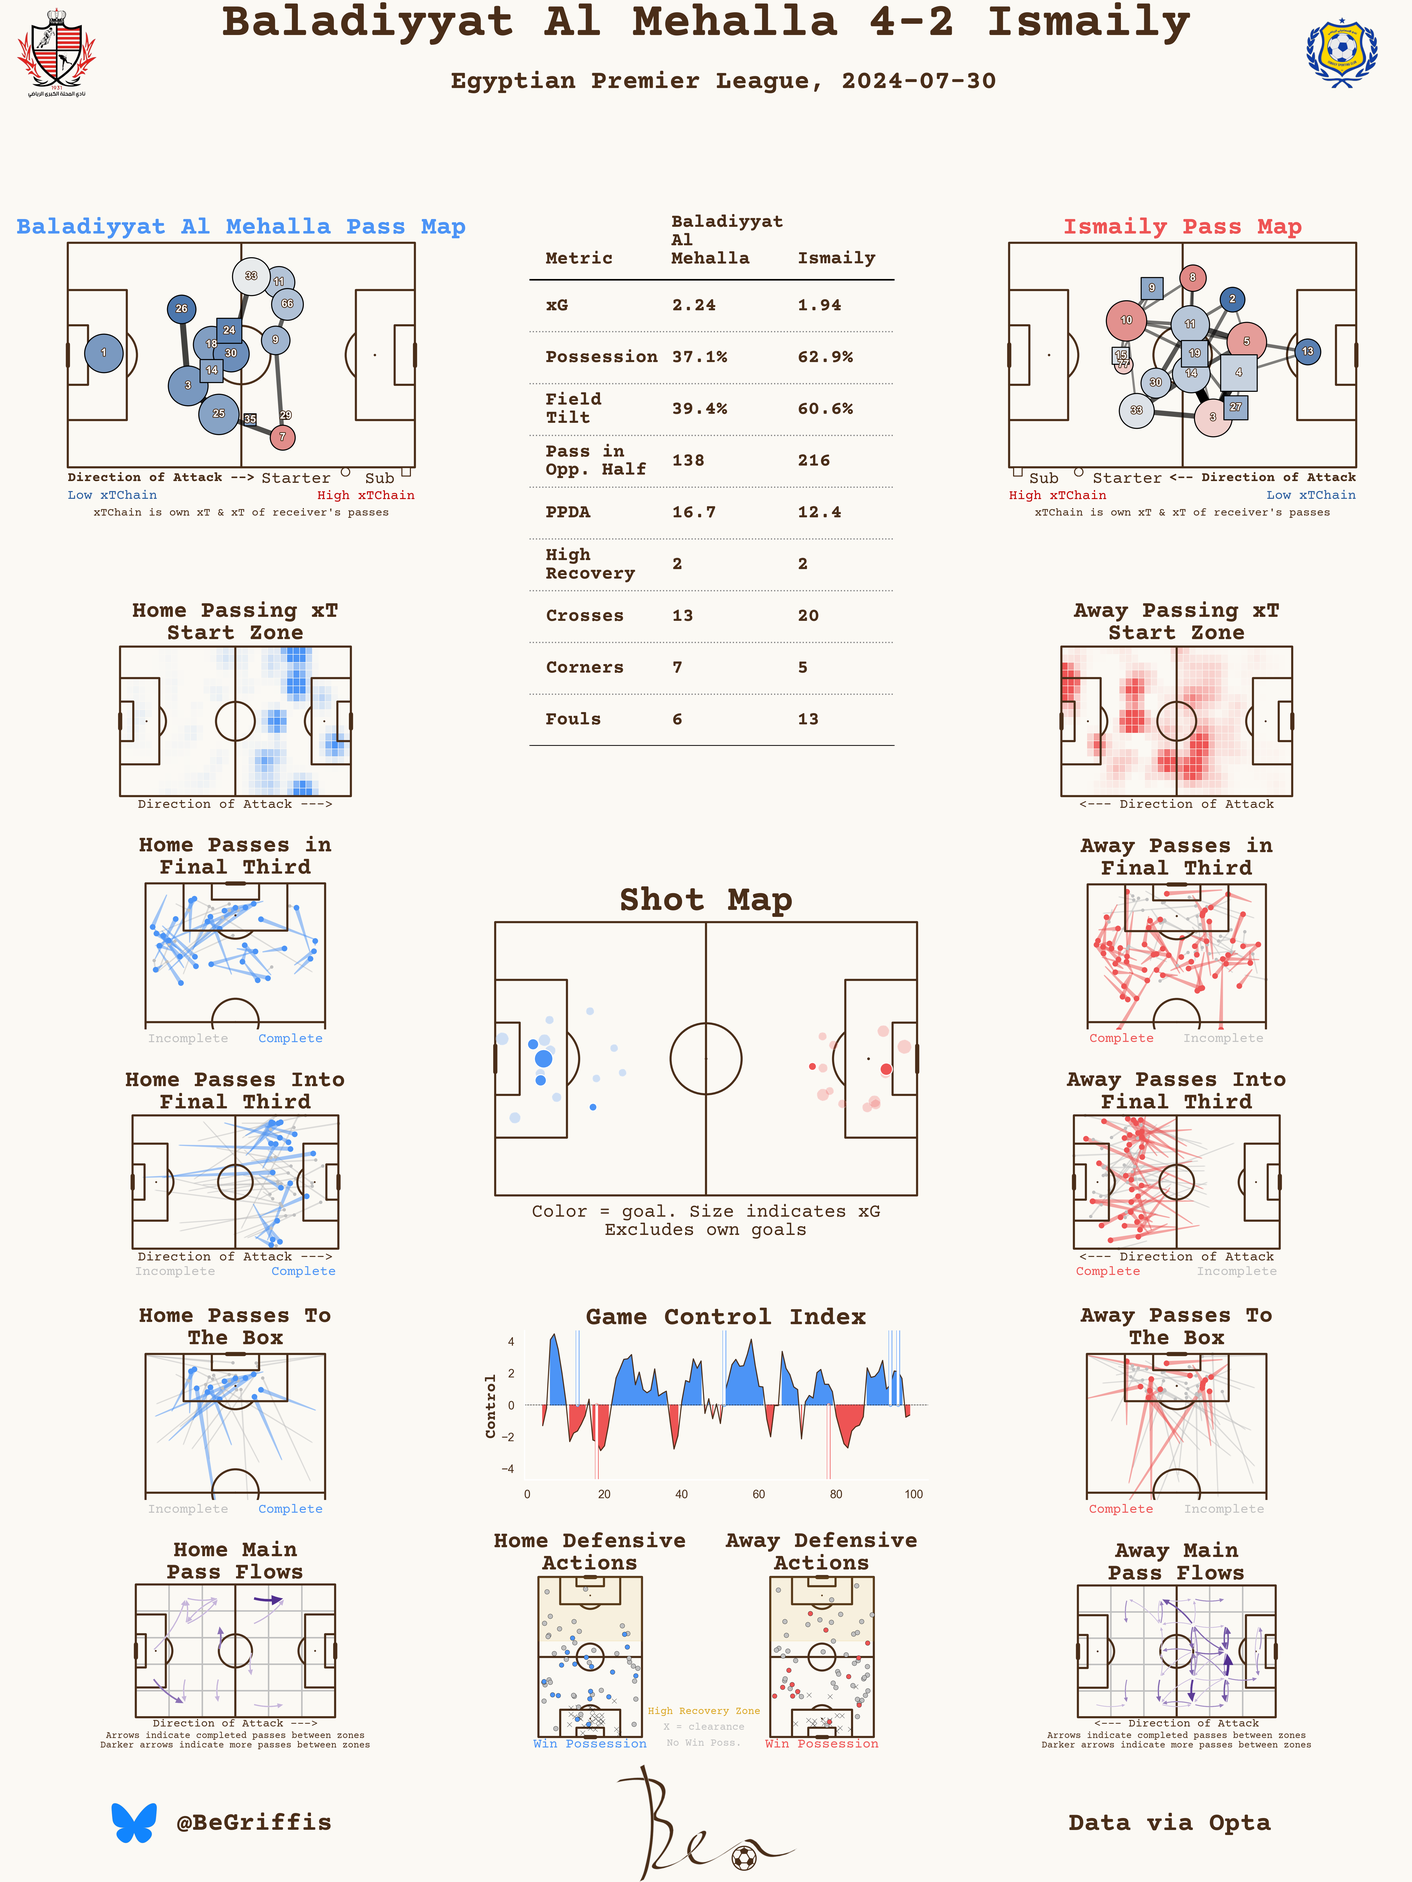 Baladiyyat Al Mehalla 4-2 Ismaily
Egyptian Premier League, 2024-07-30
1931
نادي المحلة الكبرى الرياضي
Baladiyyat Al Mehalla Pass Map
33
11
66
26
24
9
18
30
1
14
3
25
35
29
7
Direction of Attack --> Starter Sub
Low xTChain High xTChain
xTChain is own xT & xT of receiver's passes
Baladiyyat
Al
Metric Mehalla Ismaily
xG 2.24 1.94
Possession 37.1% 62.9%
Field
Tilt 39.4% 60.6%
Pass in
Opp. Half 138 216
PPDA 16.7 12.4
High
Recovery 2 2
Crosses 13 20
Corners 7 5
Fouls 6 13
Ismaily Pass Map
8
9
2
10
11
5
13
19
15
77
14
4
30
33
3
27
Sub Starter <-- Direction of Attack
High xTChain Low xTChain
xTChain is own xT & xT of receiver's passes
Home Passing xT
Start Zone
Direction of Attack --->
Away Passing xT
Start Zone
<--- Direction of Attack
Home Passes in
Final Third
Incomplete Complete
Away Passes in
Final Third
Complete Incomplete
Shot Map
Color = goal. Size indicates xG
Excludes own goals
Home Passes Into
Final Third
Direction of Attack --->
Incomplete Complete
Away Passes Into
Final Third
<--- Direction of Attack
Complete Incomplete
Game Control Index
Control
4
2
0
−2
−4
0 20 40 60 80 100
Home Passes To
The Box
Incomplete Complete
Away Passes To
The Box
Complete Incomplete
Home Main
Pass Flows
Direction of Attack --->
Arrows indicate completed passes between zones
Darker arrows indicate more passes between zones
Home Defensive
Actions
Win Possession
High Recovery Zone
X = clearance
No Win Poss.
Away Defensive
Actions
Win Possession
Away Main
Pass Flows
<--- Direction of Attack
Arrows indicate completed passes between zones
Darker arrows indicate more passes between zones
@BeGriffis
Ben
Data via Opta